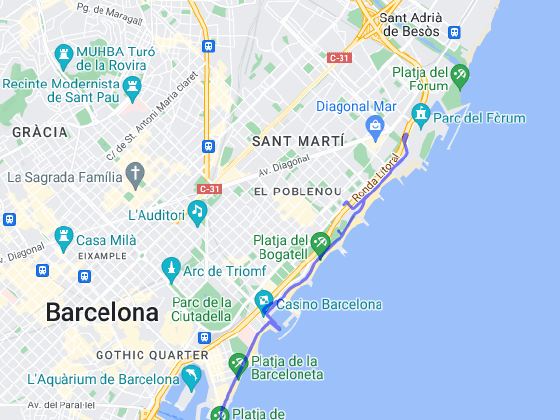 Pg. de Maragall
Sant Adrià
de Besòs
MUHBA Turó
de la Rovira
C-31
Platja del
Fòrum
Recinte Modernista
de Sant Pau
C/ de St. Antoni Maria Claret
Diagonal Mar
Parc del Fòrum
GRÀCIA
SANT MARTÍ
Av. Diagonal
La Sagrada Família
C-31
EL POBLENOU
Ronda Litoral
L'Auditori
Casa Milà
Av. Diagonal
EIXAMPLE
Platja del
Bogatell
Arc de Triomf
Barcelona
Parc de la
Ciutadella
Casino Barcelona
GOTHIC QUARTER
Platja de la
Barceloneta
L'Aquàrium de Barcelona
Av. del Paral·lel
Platja de